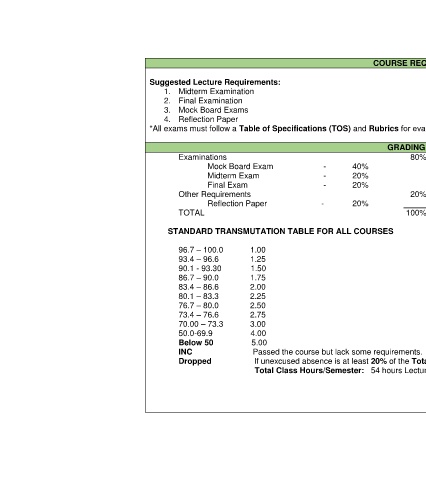 COURSE REQ
Suggested Lecture Requirements:
1. Midterm Examination
2. Final Examination
3. Mock Board Exams
4. Reflection Paper
*All exams must follow a Table of Specifications (TOS) and Rubrics for eva
GRADING
Examinations 80%
Mock Board Exam - 40%
Midterm Exam - 20%
Final Exam - 20%
Other Requirements 20%
Reflection Paper - 20%
TOTAL 100%
STANDARD TRANSMUTATION TABLE FOR ALL COURSES
96.7 – 100.0 1.00
93.4 – 96.6 1.25
90.1 - 93.30 1.50
86.7 – 90.0 1.75
83.4 – 86.6 2.00
80.1 – 83.3 2.25
76.7 – 80.0 2.50
73.4 – 76.6 2.75
70.00 – 73.3 3.00
50.0-69.9 4.00
Below 50 5.00
INC Passed the course but lack some requirements.
Dropped If unexcused absence is at least 20% of the Tota
Total Class Hours/Semester: 54 hours Lectur